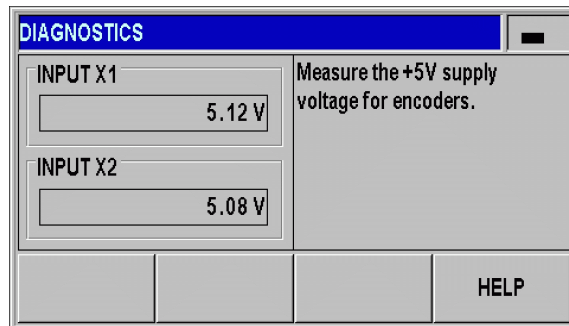 DIAGNOSTICS
INPUT X1
5.12 V
INPUT X2
5.08 V
Measure the +5V supply
voltage for encoders.
HELP